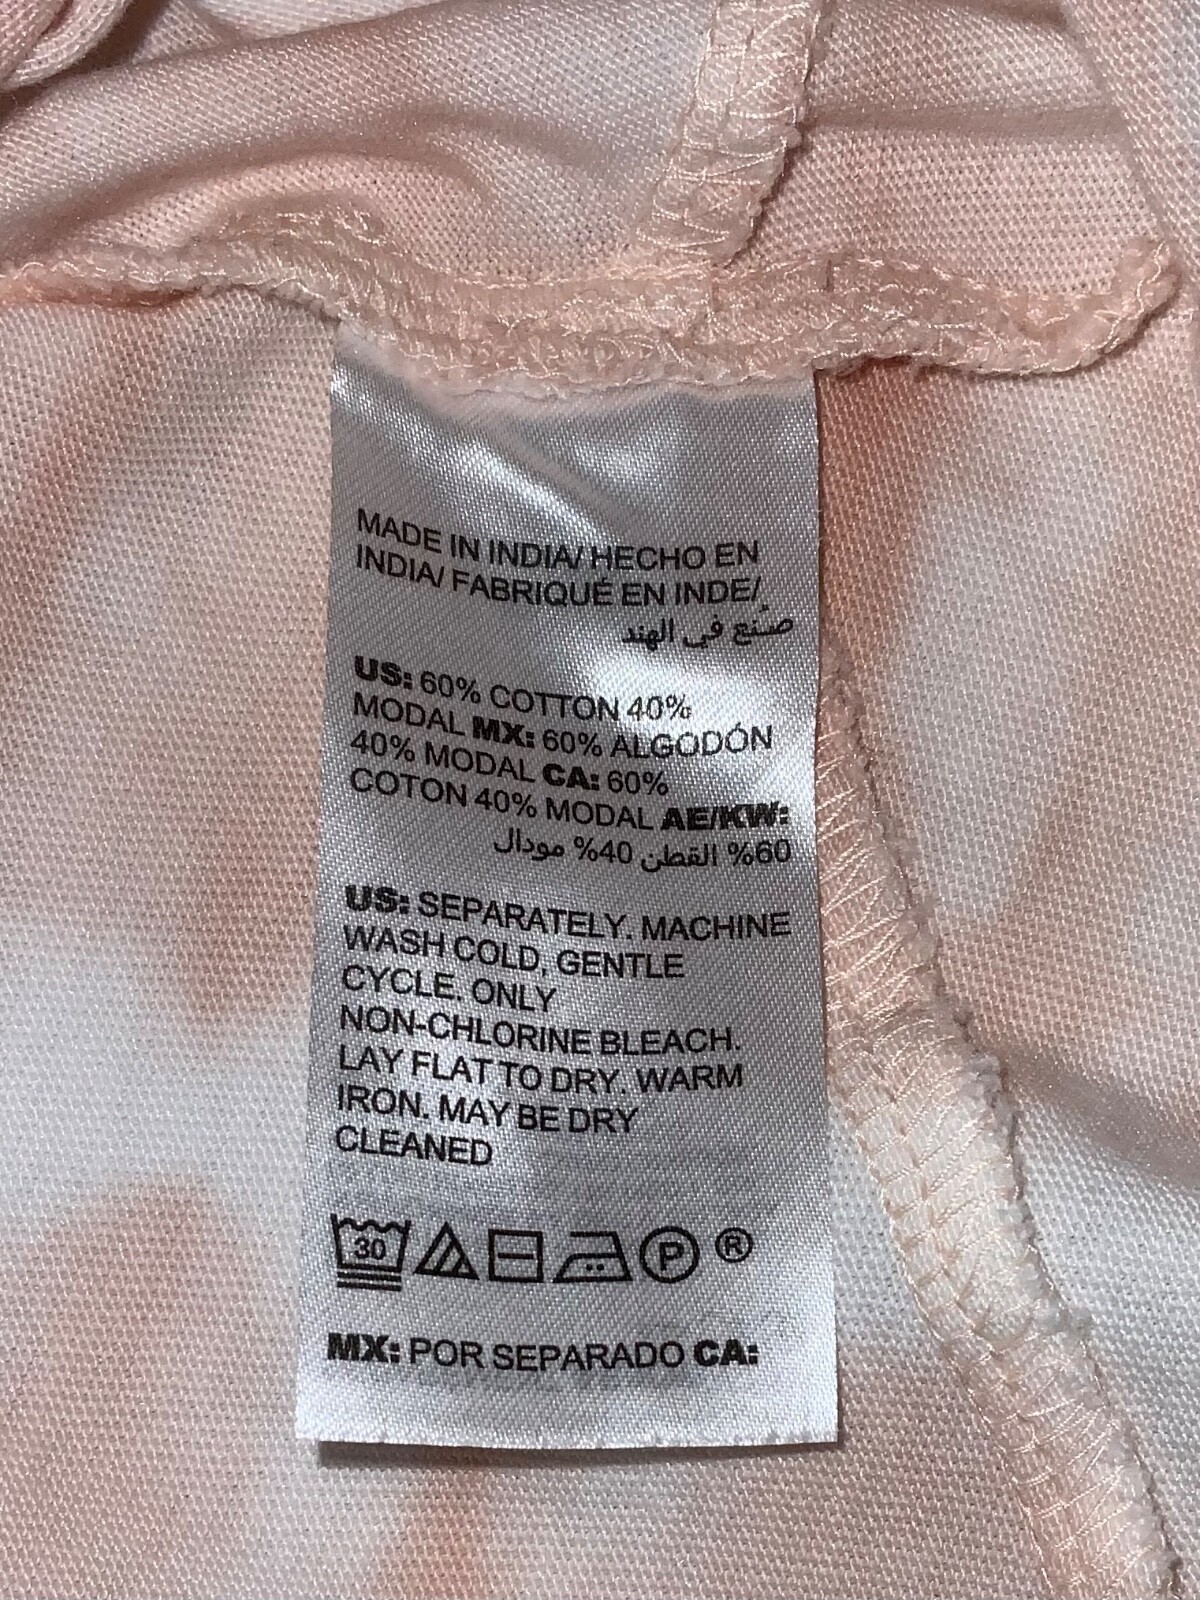 MADE IN INDIA/ HECHO EN
INDIA/ FABRIQUÉ EN INDE/
صُنع في الهند
US: 60% COTTON 40%
MODAL MX: 60% ALGODÓN
40% MODAL CA: 60%
COTON 40% MODAL AE/KW:
60% القطن 40% مودال
US: SEPARATELY. MACHINE
WASH COLD, GENTLE
CYCLE. ONLY
NON-CHLORINE BLEACH.
LAY FLAT TO DRY. WARM
IRON. MAY BE DRY
CLEANED
30 P ®
MX: POR SEPARADO CA: